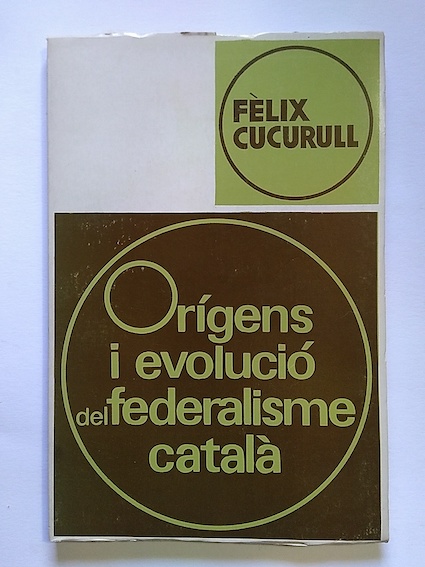 FÈLIX
CUCURULL
Orígens
i evolució
del federalisme
català